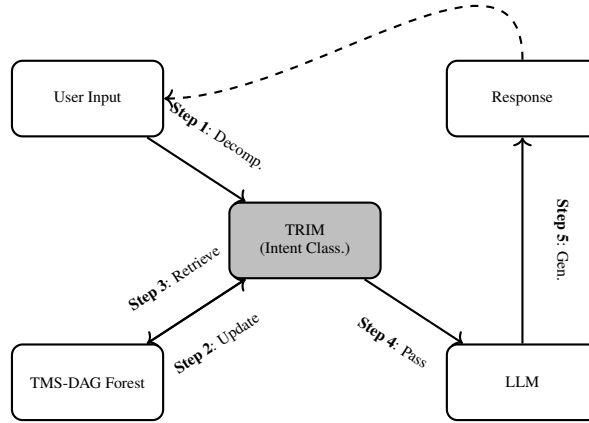 User Input
Response
Step 1: Decomp.
TRIM
(Intent Class.)
Step 3: Retrieve
Step 2: Update
Step 4: Pass
Step 5: Gen.
TMS-DAG Forest
LLM